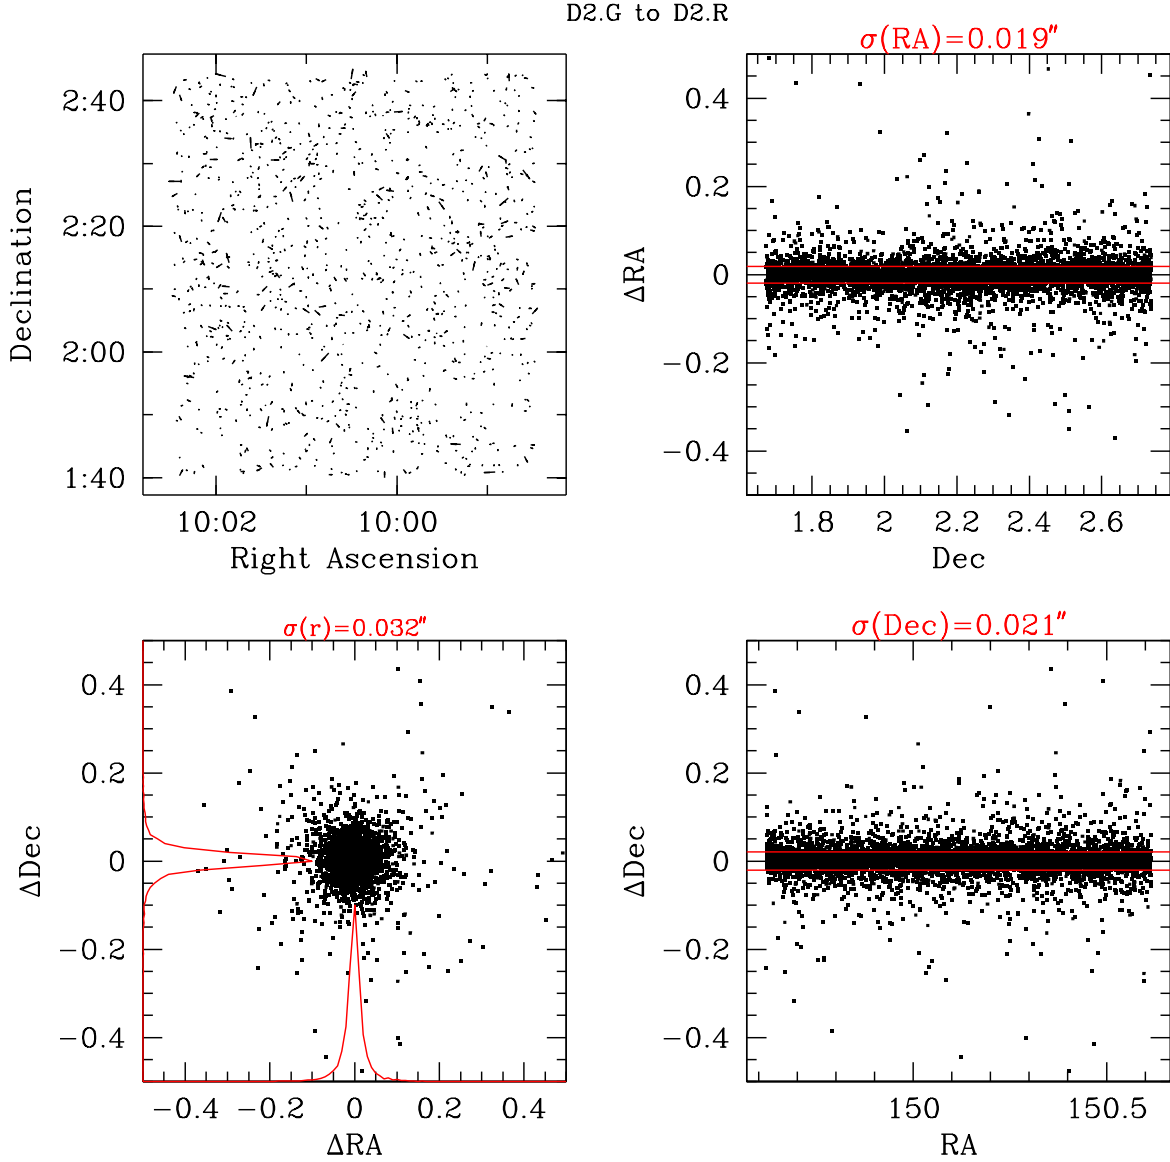 D2.G to D2.R
2:40
2:20
2:00
1:40
Declination
10:02 10:00
Right Ascension
σ(RA)=0.019″
0.4
0.2
0
−0.2
−0.4
ΔRA
1.8 2 2.2 2.4 2.6
Dec
σ(r)=0.032″
0.4
0.2
0
−0.2
−0.4
ΔDec
−0.4 −0.2 0 0.2 0.4
ΔRA
σ(Dec)=0.021″
0.4
0.2
0
−0.2
−0.4
ΔDec
150 150.5
RA